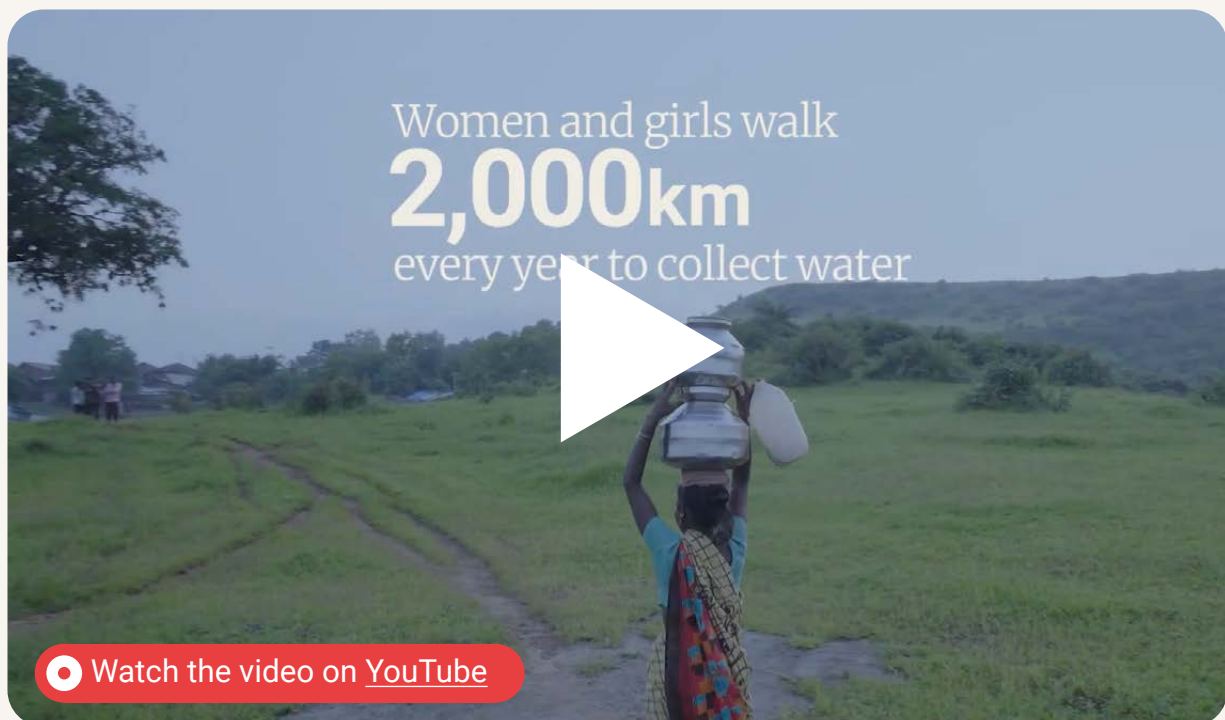 Women and girls walk
2,000km
every year to collect water
Watch the video on YouTube